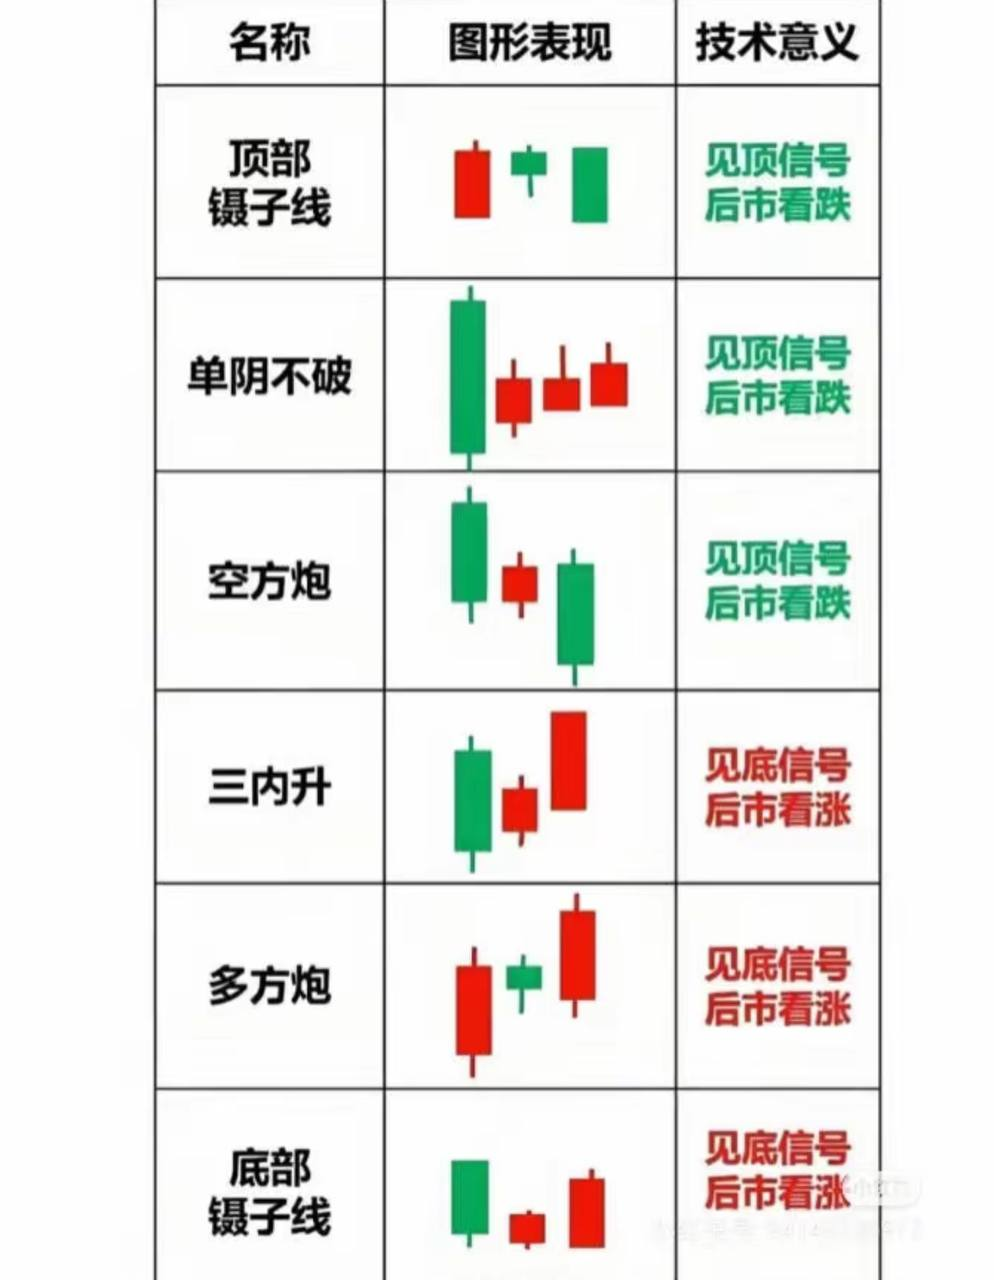 名称
图形表现
技术意义
顶部
镊子线
见顶信号
后市看跌
单阴不破
见顶信号
后市看跌
空方炮
见顶信号
后市看跌
三内升
见底信号
后市看涨
多方炮
见底信号
后市看涨
底部
镊子线
见底信号
后市看涨